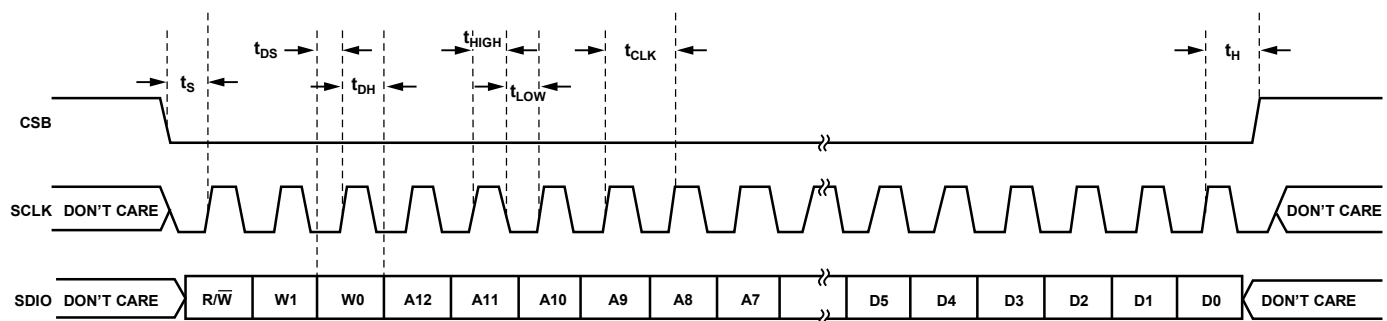 tDS
tHIGH
tCLK
tH
tS
tDH
tLOW
CSB
SCLK DON'T CARE
DON'T CARE
SDIO DON'T CARE R/W̅ W1 W0 A12 A11 A10 A9 A8 A7 D5 D4 D3 D2 D1 D0 DON'T CARE